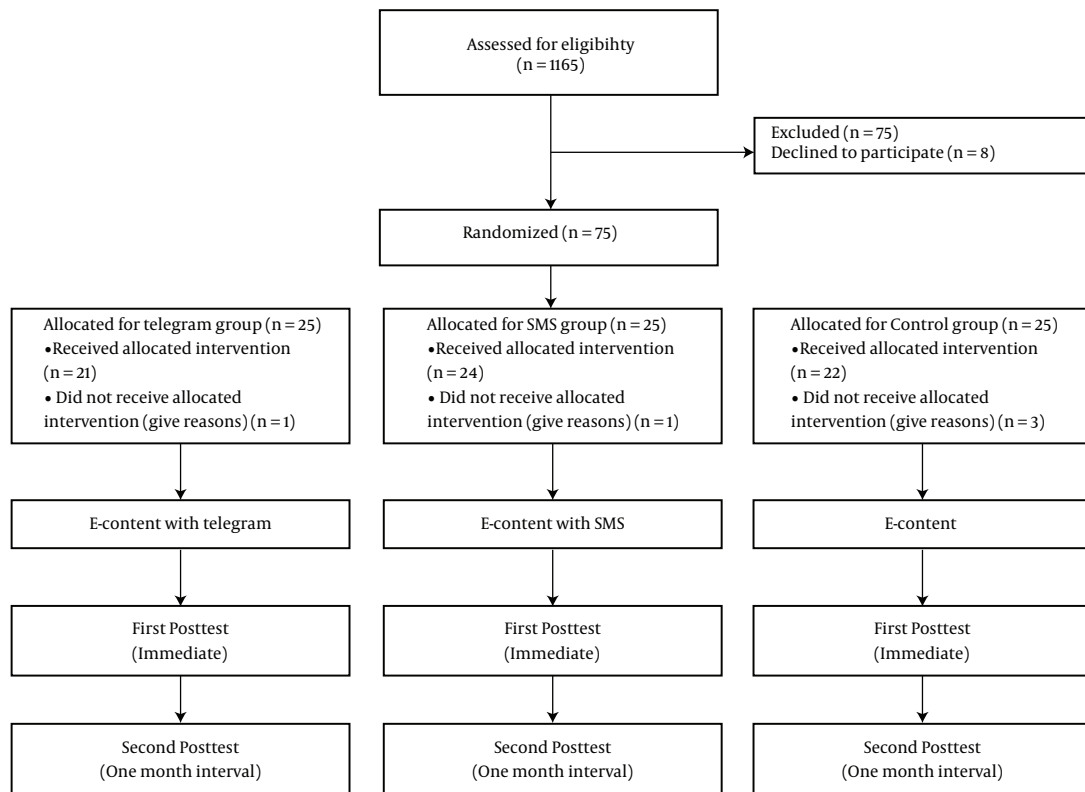 Assessed for eligibihty
(n = 1165)
Excluded (n = 75)
Declined to participate (n = 8)
Randomized (n = 75)
Allocated for telegram group (n = 25)
•Received allocated intervention
(n = 21)
• Did not receive allocated
intervention (give reasons) (n = 1)
Allocated for SMS group (n = 25)
•Received allocated intervention
(n = 24)
• Did not receive allocated
intervention (give reasons) (n = 1)
Allocated for Control group (n = 25)
•Received allocated intervention
(n = 22)
• Did not receive allocated
intervention (give reasons) (n = 3)
E-content with telegram
E-content with SMS
E-content
First Posttest
(Immediate)
First Posttest
(Immediate)
First Posttest
(Immediate)
Second Posttest
(One month interval)
Second Posttest
(One month interval)
Second Posttest
(One month interval)